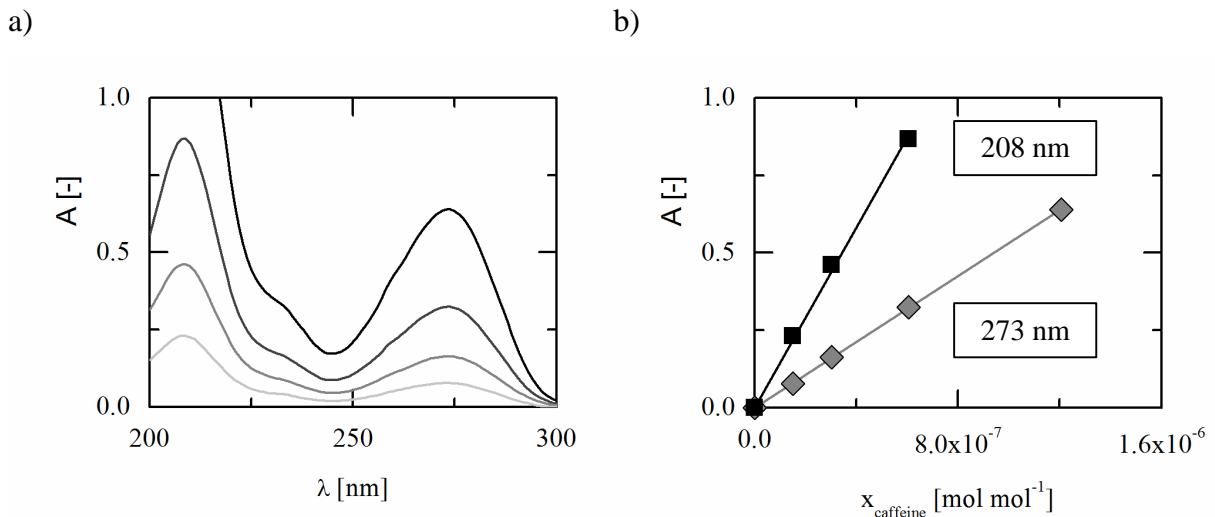 a)
1.0
0.5
0.0
A [-]
200
250
300
λ [nm]
b)
1.0
0.5
0.0
A [-]
208 nm
273 nm
0.0
8.0x10⁻⁷
1.6x10⁻⁶
x_caffeine [mol mol⁻¹]